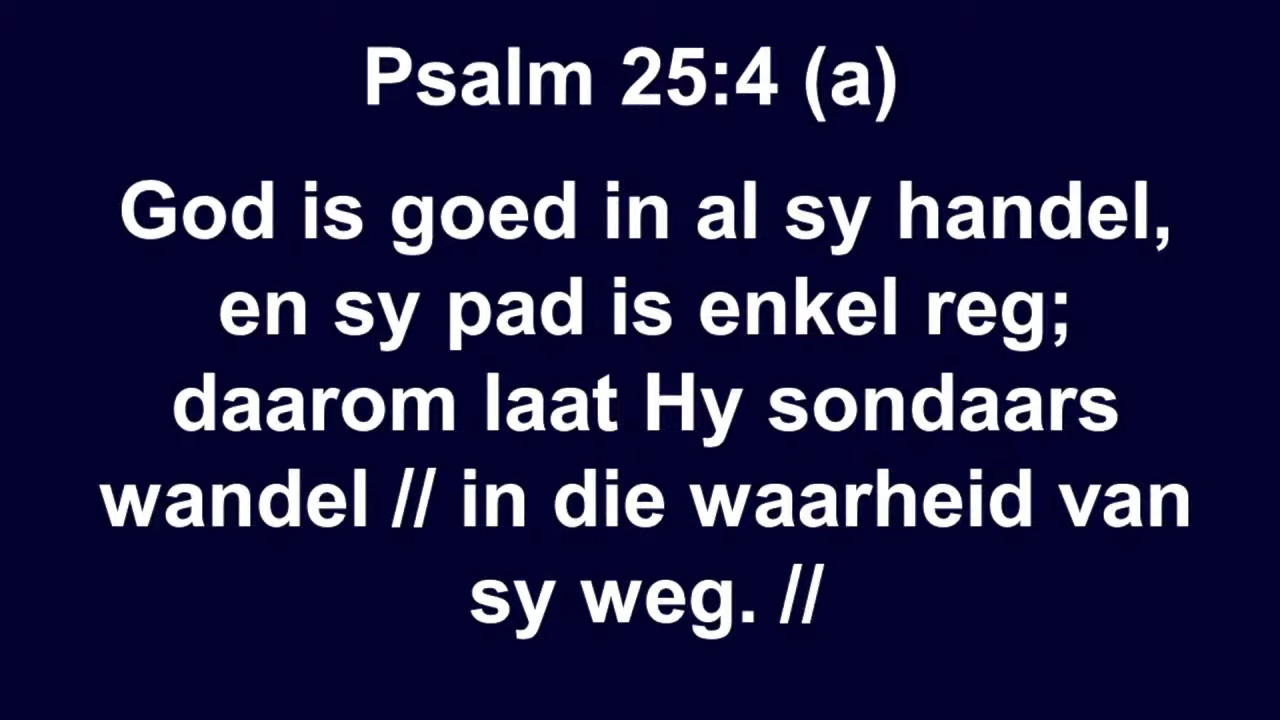 Psalm 25:4 (a)
God is goed in al sy handel,
en sy pad is enkel reg;
daarom laat Hy sondaars
wandel // in die waarheid van
sy weg. //